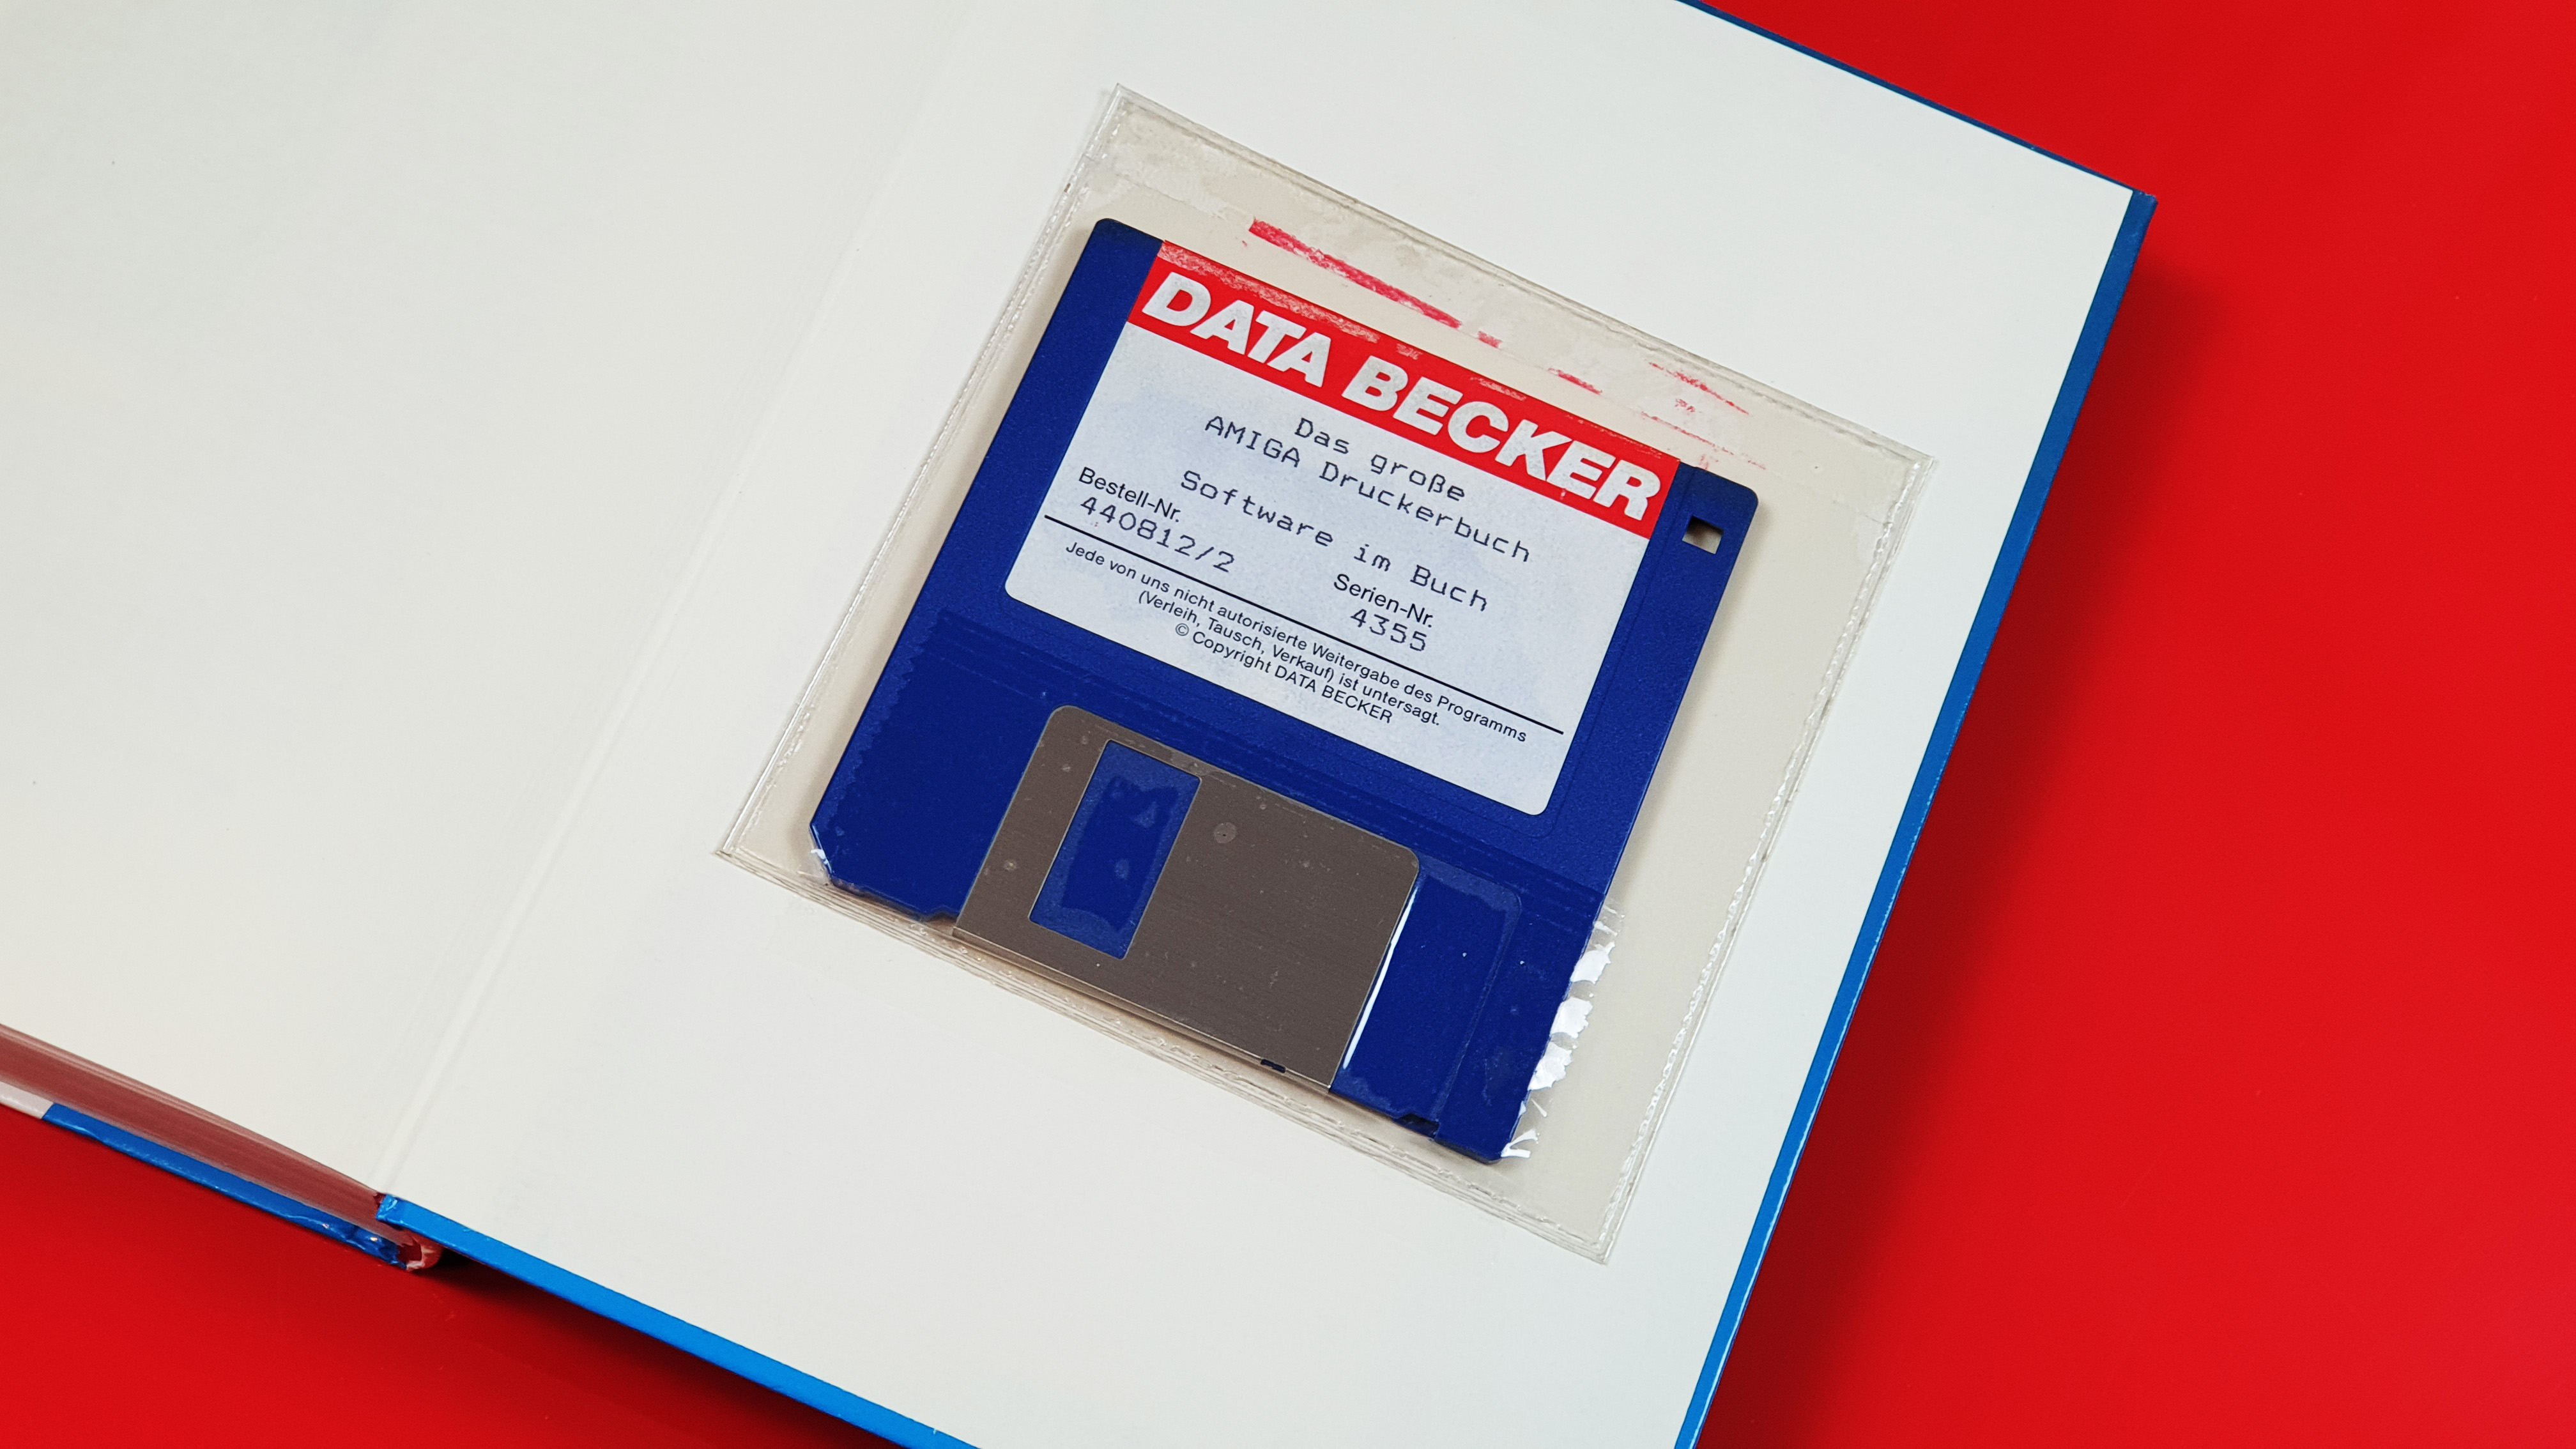 DATA BECKER
Das große
AMIGA Druckerbuch
Software im Buch
Bestell-Nr.
440812/2
Serien-Nr.
4355
Jede von uns nicht autorisierte Weitergabe des Programms
(Verleih, Tausch, Verkauf) ist untersagt.
© Copyright DATA BECKER